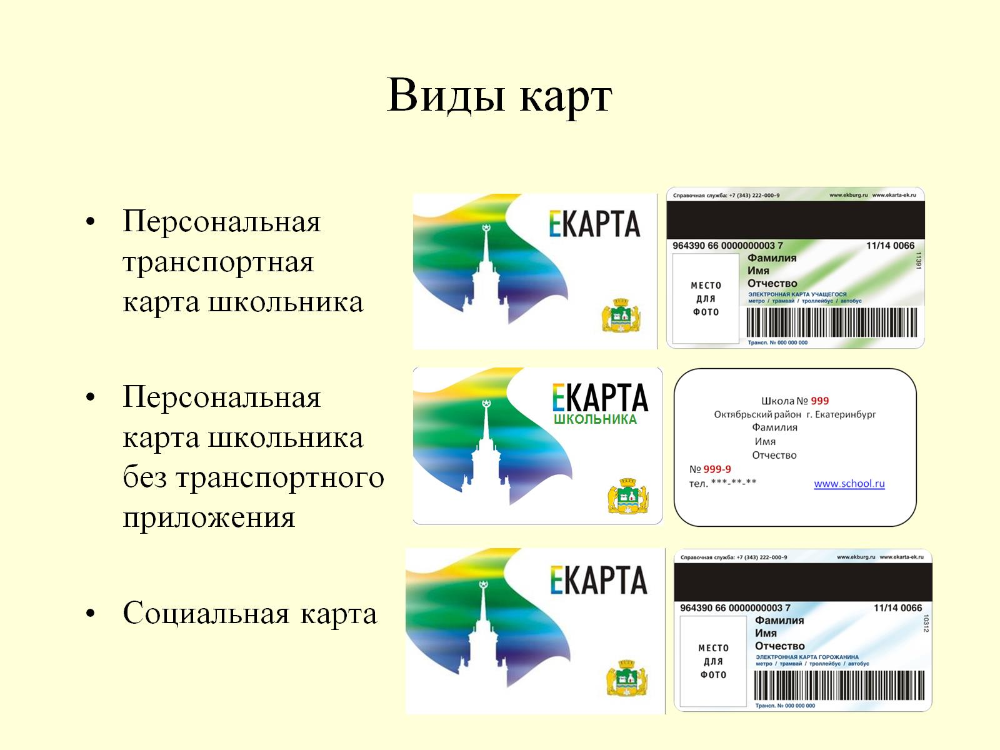 Виды карт
• Персональная
транспортная
карта школьника
ЕКАРТА
Справочная служба: +7 (343) 222-000-9 www.ekburg.ru www.ekarta-ek.ru
964390 66 0000000003 7 11/14 0066
11391
Фамилия
Имя
Отчество
МЕСТО
ДЛЯ
ФОТО
ЭЛЕКТРОННАЯ КАРТА УЧАЩЕГОСЯ
метро / трамвай / троллейбус / автобус
Трансп. № 000 000 000
• Персональная
карта школьника
без транспортного
приложения
ЕКАРТА
ШКОЛЬНИКА
Школа № 999
Октябрьский район г. Екатеринбург
Фамилия
Имя
Отчество
№ 999-9
тел. ***-**-** www.school.ru
• Социальная карта
ЕКАРТА
Справочная служба: +7 (343) 222-000-9 www.ekburg.ru www.ekarta-ek.ru
964390 66 0000000003 7 11/14 0066
10312
Фамилия
Имя
Отчество
МЕСТО
ДЛЯ
ФОТО
ЭЛЕКТРОННАЯ КАРТА ГОРОЖАНИНА
метро / трамвай / троллейбус / автобус
Трансп. № 000 000 000